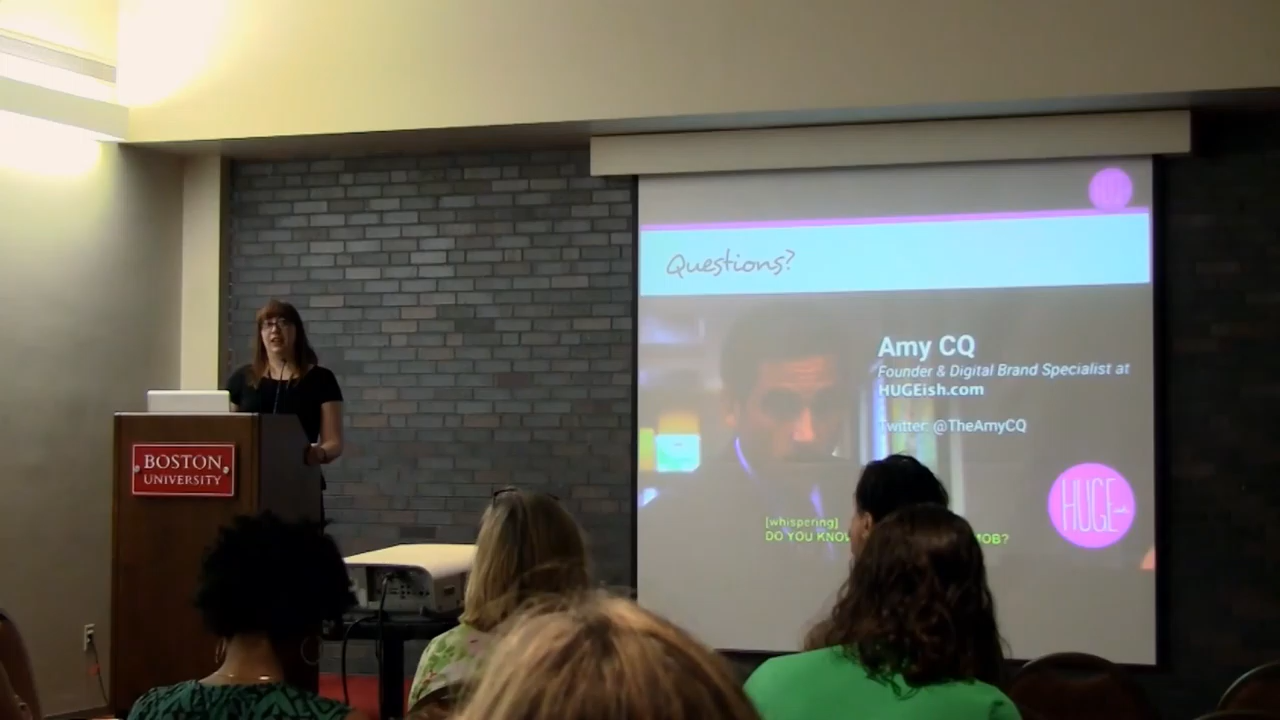 BOSTON
UNIVERSITY
Questions?
Amy CQ
Founder & Digital Brand Specialist at
HUGEish.com
Twitter: @TheAmyCQ
HUGEish
[whispering]
DO YOU KNOW MOB?